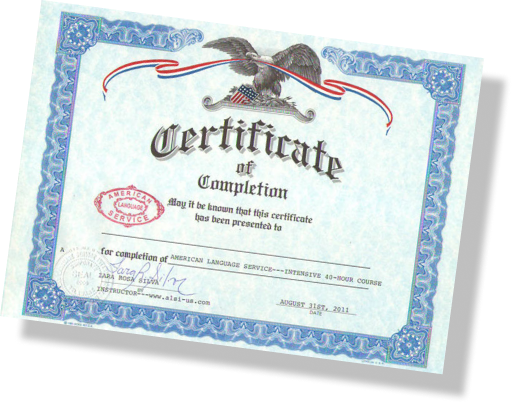 Certificate
of
Completion
AMERICAN
LANGUAGE
SERVICE
May it be known that this certificate
has been presented to
for completion of AMERICAN LANGUAGE SERVICE---INTENSIVE 40-HOUR COURSE
LARA ROSA SILVA
INSTRUCTOR---www.alsi-us.com
AUGUST 31ST, 2011
DATE